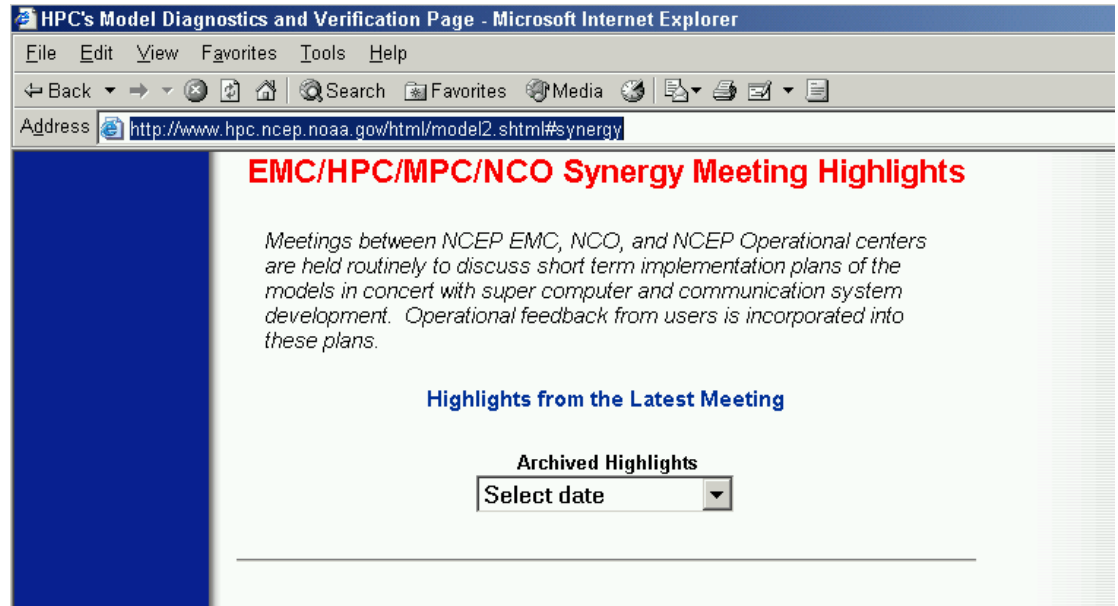 HPC's Model Diagnostics and Verification Page - Microsoft Internet Explorer
File Edit View Favorites Tools Help
Back Search Favorites Media
Address http://www.hpc.ncep.noaa.gov/html/model2.shtml#synergy
EMC/HPC/MPC/NCO Synergy Meeting Highlights
Meetings between NCEP EMC, NCO, and NCEP Operational centers
are held routinely to discuss short term implementation plans of the
models in concert with super computer and communication system
development. Operational feedback from users is incorporated into
these plans.
Highlights from the Latest Meeting
Archived Highlights
Select date